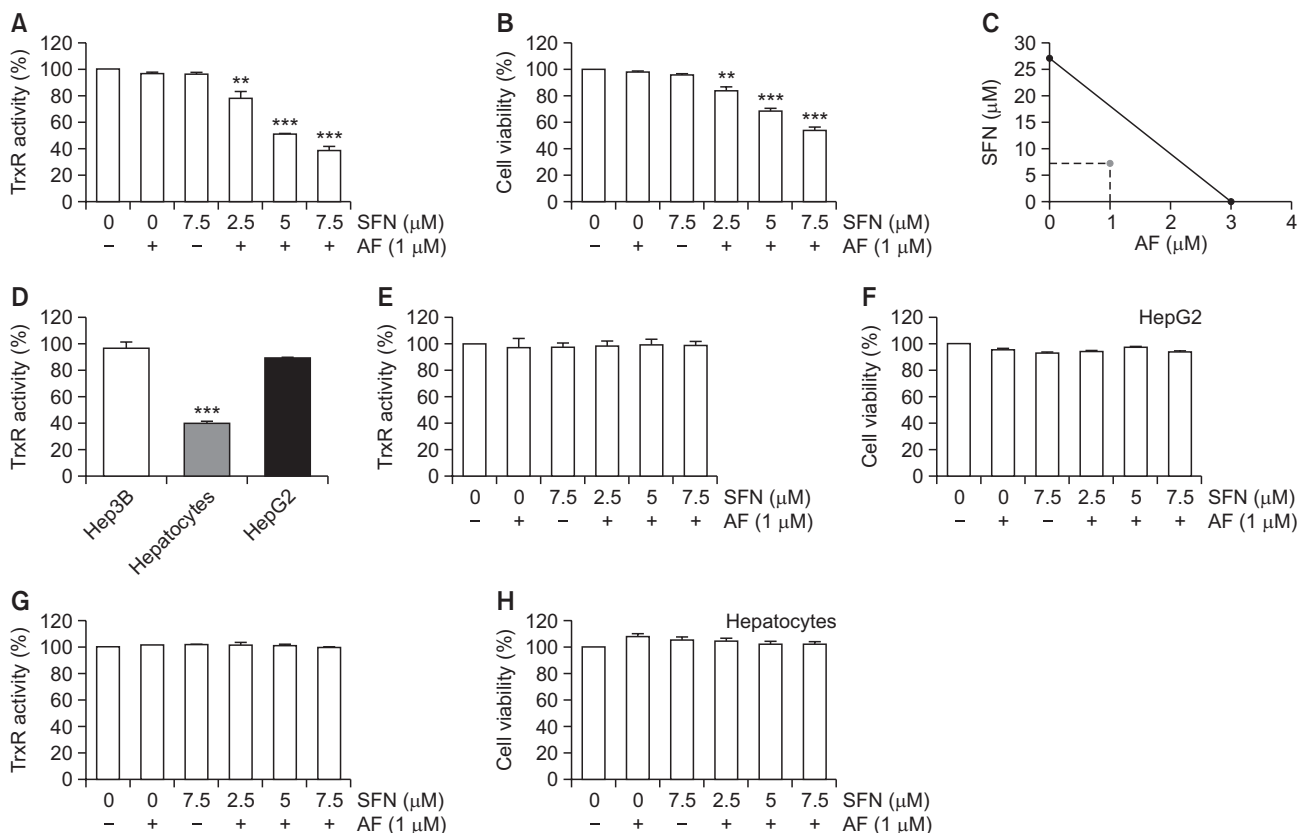 A
TrxR activity (%)
120
100
80
60
40
20
0
**
***
***
0 0 7.5 2.5 5 7.5 SFN (μM)
– + – + + + AF (1 μM)
B
Cell viability (%)
120
100
80
60
40
20
0
**
***
***
0 0 7.5 2.5 5 7.5 SFN (μM)
– + – + + + AF (1 μM)
C
SFN (μM)
30
25
20
15
10
5
0
0 1 2 3 4
AF (μM)
D
TrxR activity (%)
120
100
80
60
40
20
0
***
Hep3B
Hepatocytes
HepG2
E
TrxR activity (%)
120
100
80
60
40
20
0
0 0 7.5 2.5 5 7.5 SFN (μM)
– + – + + + AF (1 μM)
F
HepG2
Cell viability (%)
120
100
80
60
40
20
0
0 0 7.5 2.5 5 7.5 SFN (μM)
– + – + + + AF (1 μM)
G
TrxR activity (%)
120
100
80
60
40
20
0
0 0 7.5 2.5 5 7.5 SFN (μM)
– + – + + + AF (1 μM)
H
Hepatocytes
Cell viability (%)
120
100
80
60
40
20
0
0 0 7.5 2.5 5 7.5 SFN (μM)
– + – + + + AF (1 μM)